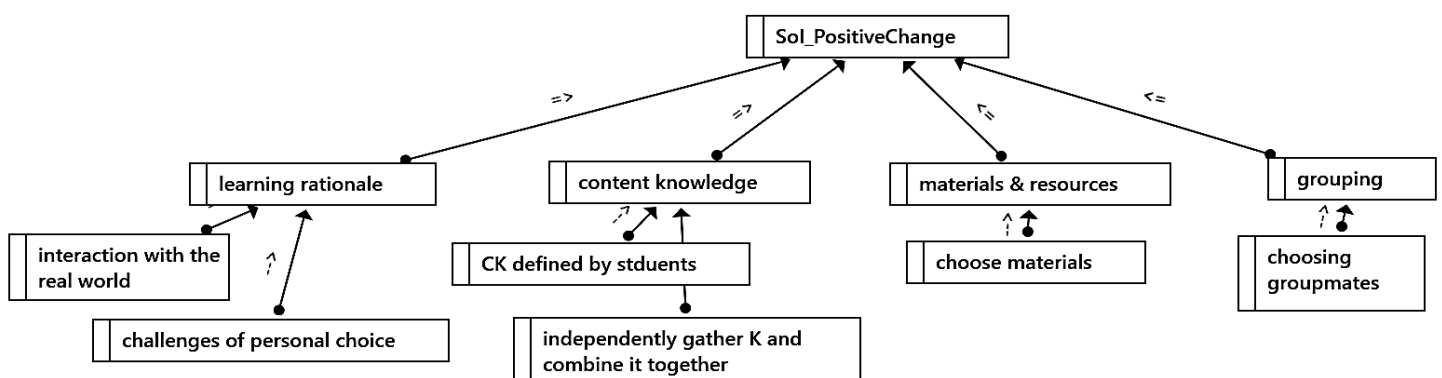 SoI_PositiveChange
=>
=>
<=
<=
learning rationale
content knowledge
materials & resources
grouping
interaction with the
real world
CK defined by stduents
choose materials
choosing
groupmates
challenges of personal choice
independently gather K and
combine it together